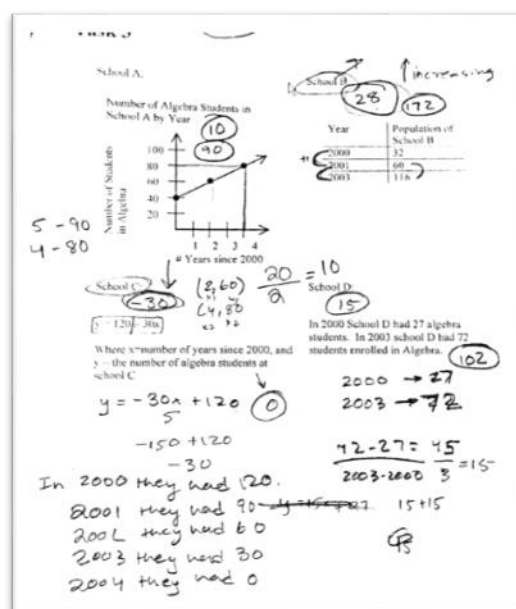 School A:
Number of Algebra Students in
School A by Year
10
90
Number of Students
in Algebra
100
80
60
40
20
1 2 3 4
# Years since 2000
5 - 90
4 - 80
School B:
28
172
increasing
Year Population of
School B
+1
2000 32
2001 60
2003 116
School C:
-30
y = 120 - 30x
(2,60)
(4,80)
x2 y2
20
2
=10
Where x=number of years since 2000, and
y = the number of algebra students at
school C
y = -30x + 120
5
0
-150 + 120
-30
In 2000 they had 120.
2001 they had 90
2002 they had 60
2003 they had 30
2004 they had 0
School D:
15
In 2000 School D had 27 algebra
students. In 2003 school D had 72
students enrolled in Algebra.
102
2000 → 27
2003 → 72
72-27 = 45
2003-2000 3 =15
15+15